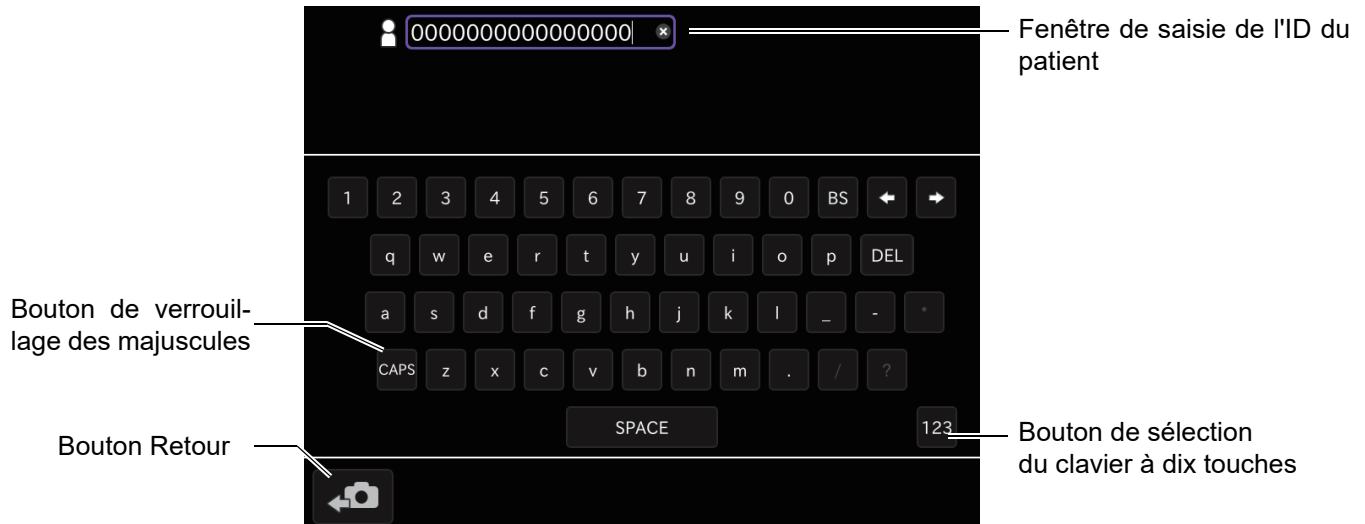 0000000000000000
Fenêtre de saisie de l'ID du
patient
1 2 3 4 5 6 7 8 9 0 BS
q w e r t y u i o p DEL
a s d f g h j k l _ -
Bouton de verrouil-
lage des majuscules
CAPS z x c v b n m . / ?
SPACE 123
Bouton Retour
Bouton de sélection
du clavier à dix touches